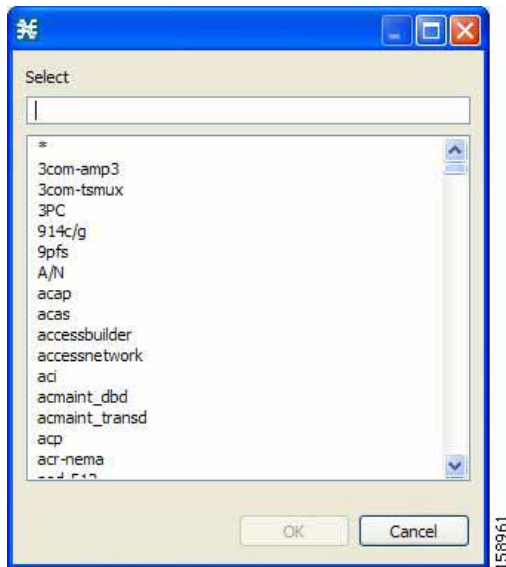 Select
*
3com-amp3
3com-tsmux
3PC
914c/g
9pfs
A/N
acap
acas
accessbuilder
accessnetwork
aci
acmaint_dbd
acmaint_transd
acp
acr-nema
OK
Cancel
158961